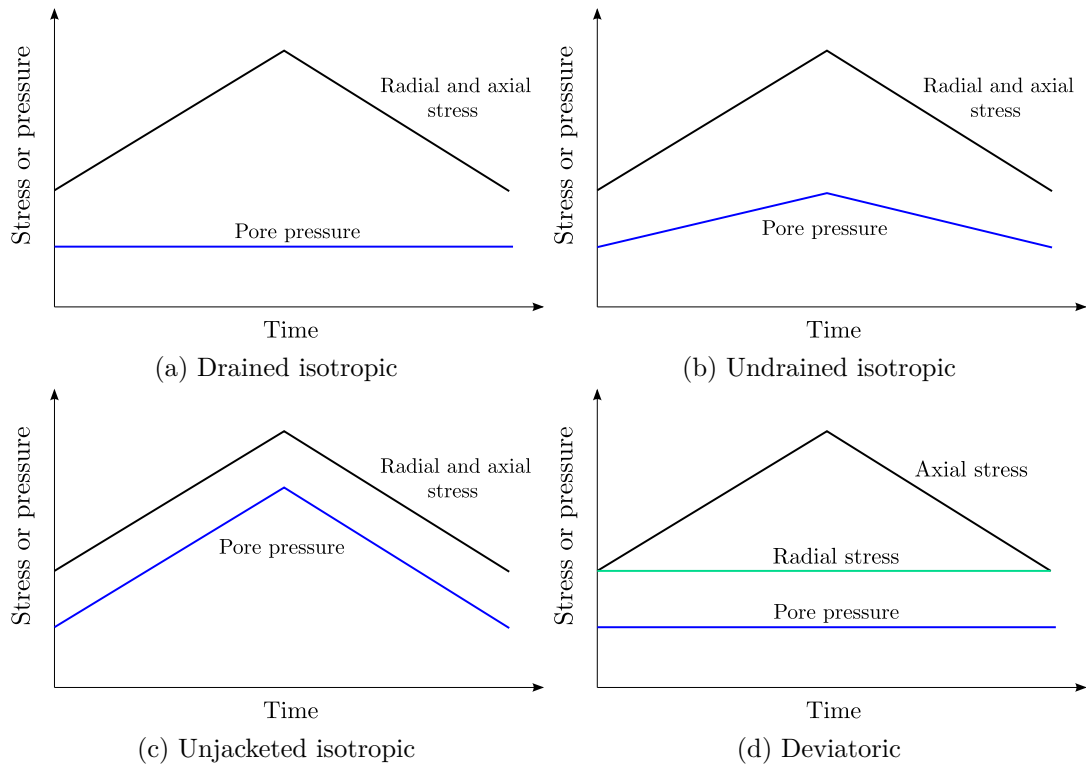 Stress or pressure
Radial and axial
stress
Pore pressure
Time
(a) Drained isotropic
Stress or pressure
Radial and axial
stress
Pore pressure
Time
(b) Undrained isotropic
Stress or pressure
Radial and axial
stress
Pore pressure
Time
(c) Unjacketed isotropic
Stress or pressure
Axial stress
Radial stress
Pore pressure
Time
(d) Deviatoric